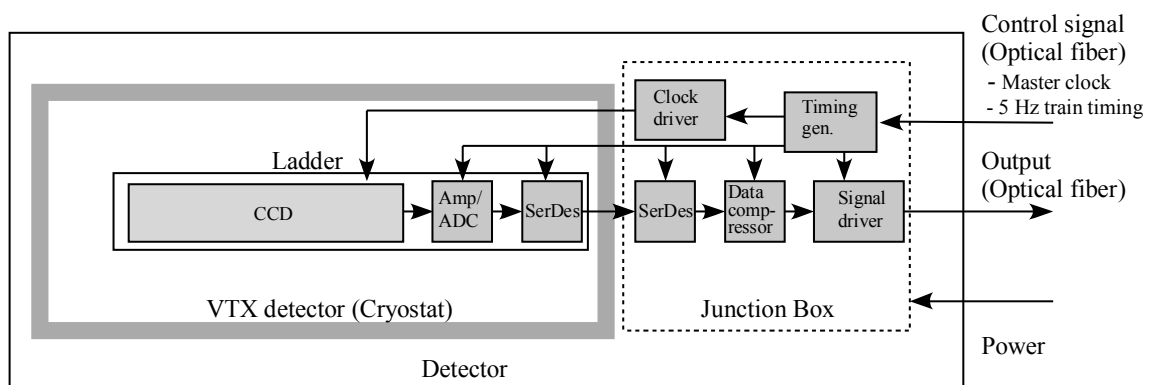 Control signal
(Optical fiber)
- Master clock
- 5 Hz train timing
Clock
driver
Timing
gen.
Ladder
CCD
Amp/
ADC
SerDes
SerDes
Data
comp-
ressor
Signal
driver
Output
(Optical fiber)
VTX detector (Cryostat)
Junction Box
Power
Detector